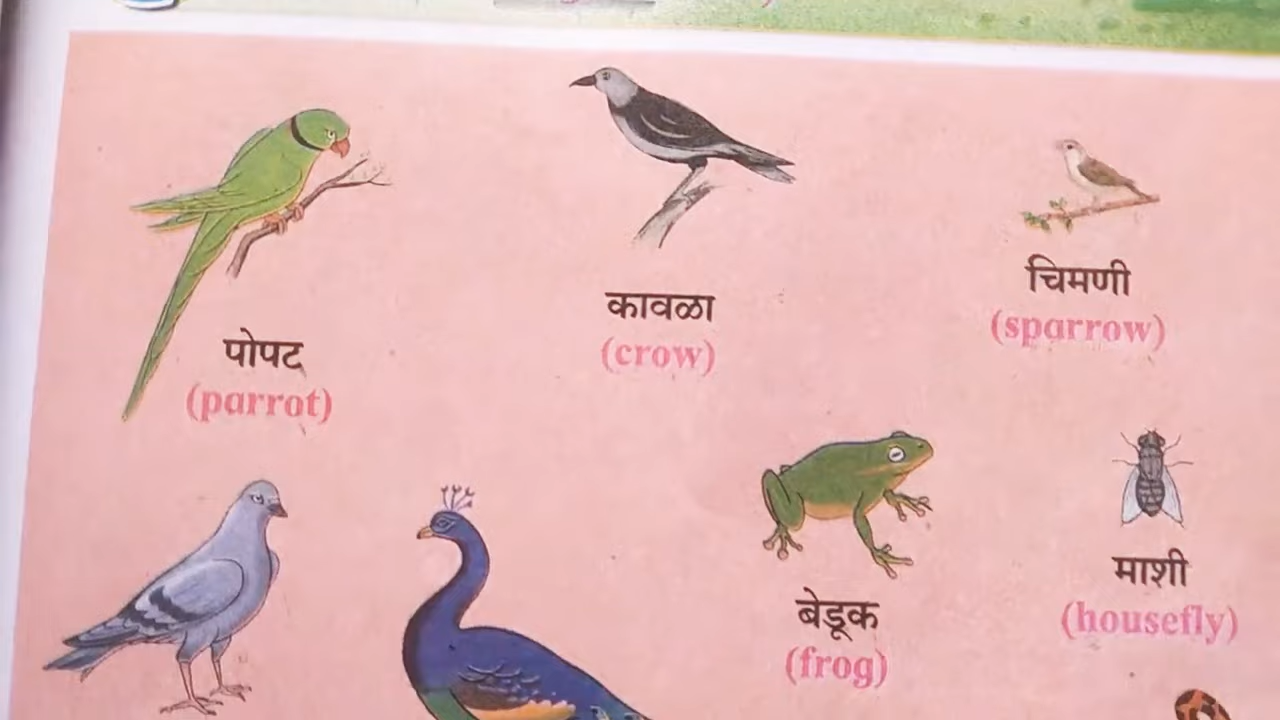 पोपट
(parrot)
कावळा
(crow)
चिमणी
(sparrow)
बेडूक
(frog)
माशी
(housefly)